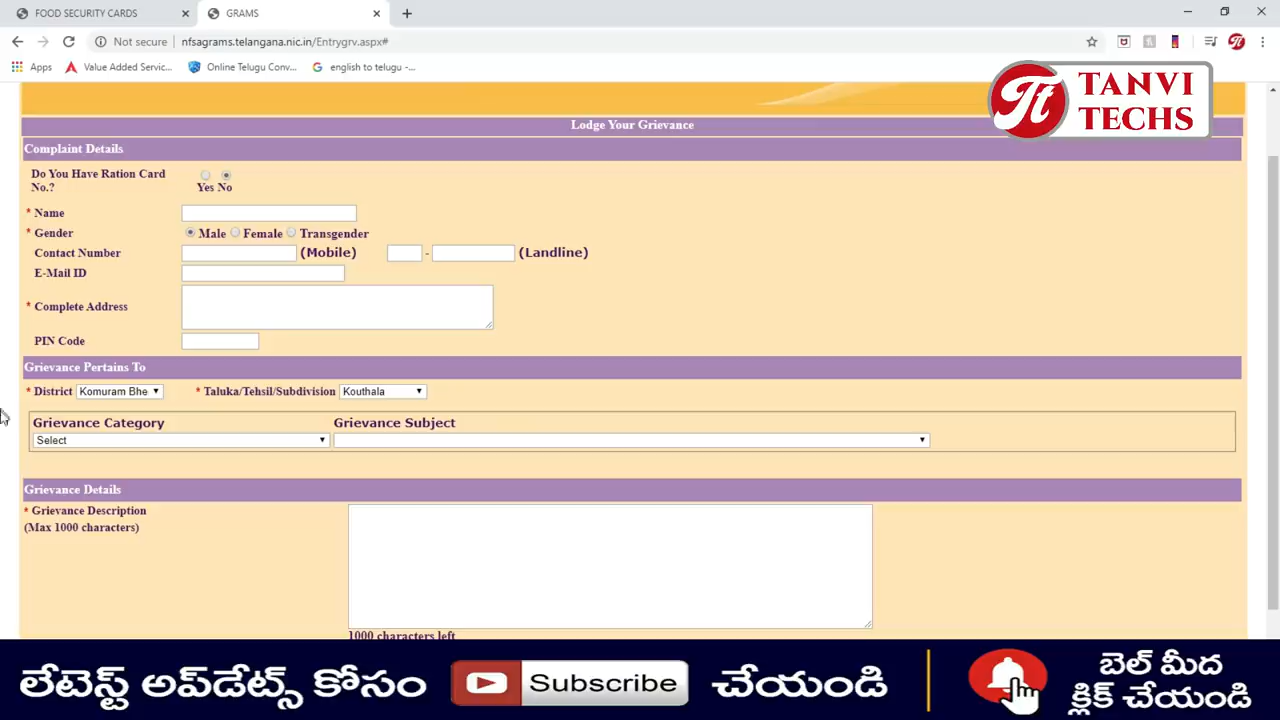 FOOD SECURITY CARDS
GRAMS
Not secure nfsagrams.telangana.nic.in/Entrygrv.aspx#
Apps Value Added Servic... Online Telugu Conv... english to telugu -...
TANVI
TECHS
Lodge Your Grievance
Complaint Details
Do You Have Ration Card
No.? Yes No
* Name
* Gender Male Female Transgender
Contact Number (Mobile) - (Landline)
E-Mail ID
* Complete Address
PIN Code
Grievance Pertains To
* District Komuram Bhe * Taluka/Tehsil/Subdivision Kouthala
Grievance Category Grievance Subject
Select
Grievance Details
* Grievance Description
(Max 1000 characters)
1000 characters left
లేటెస్ట్ అప్‌డేట్స్ కోసం Subscribe చేయండి
బెల్ మీద
క్లిక్ చేయండి